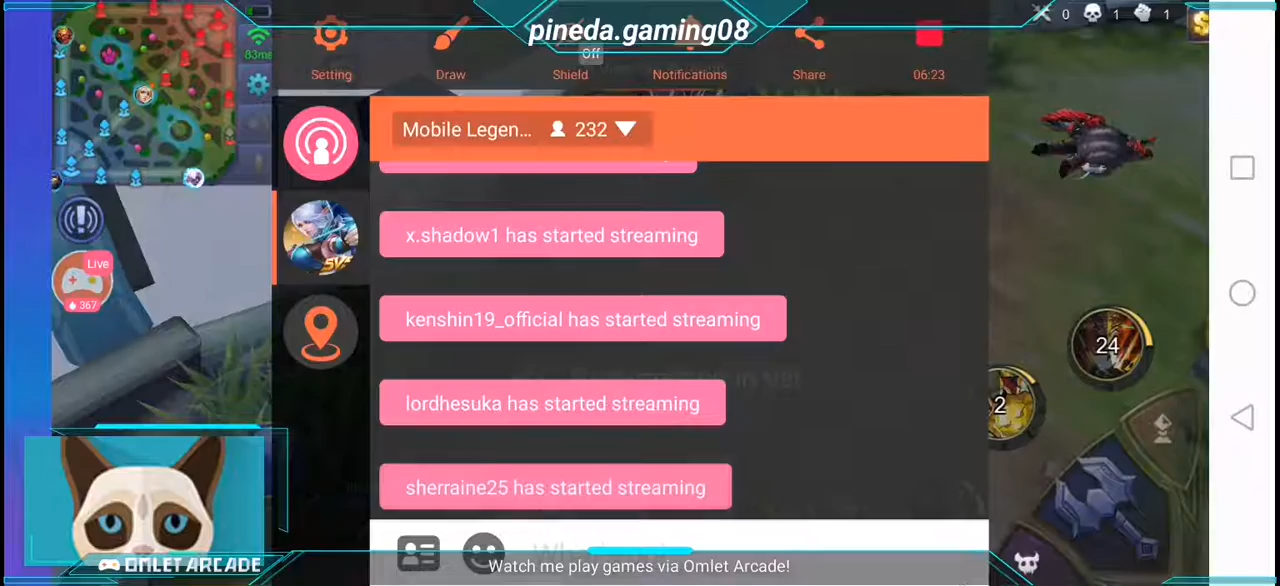 pineda.gaming08
0 1 1
83ms
Off
Setting Draw Shield Notifications Share 06:23
Mobile Legen... 232
x.shadow1 has started streaming
Live
367
kenshin19_official has started streaming
24
2
lordhesuka has started streaming
sherraine25 has started streaming
OMLET ARCADE
Watch me play games via Omlet Arcade!